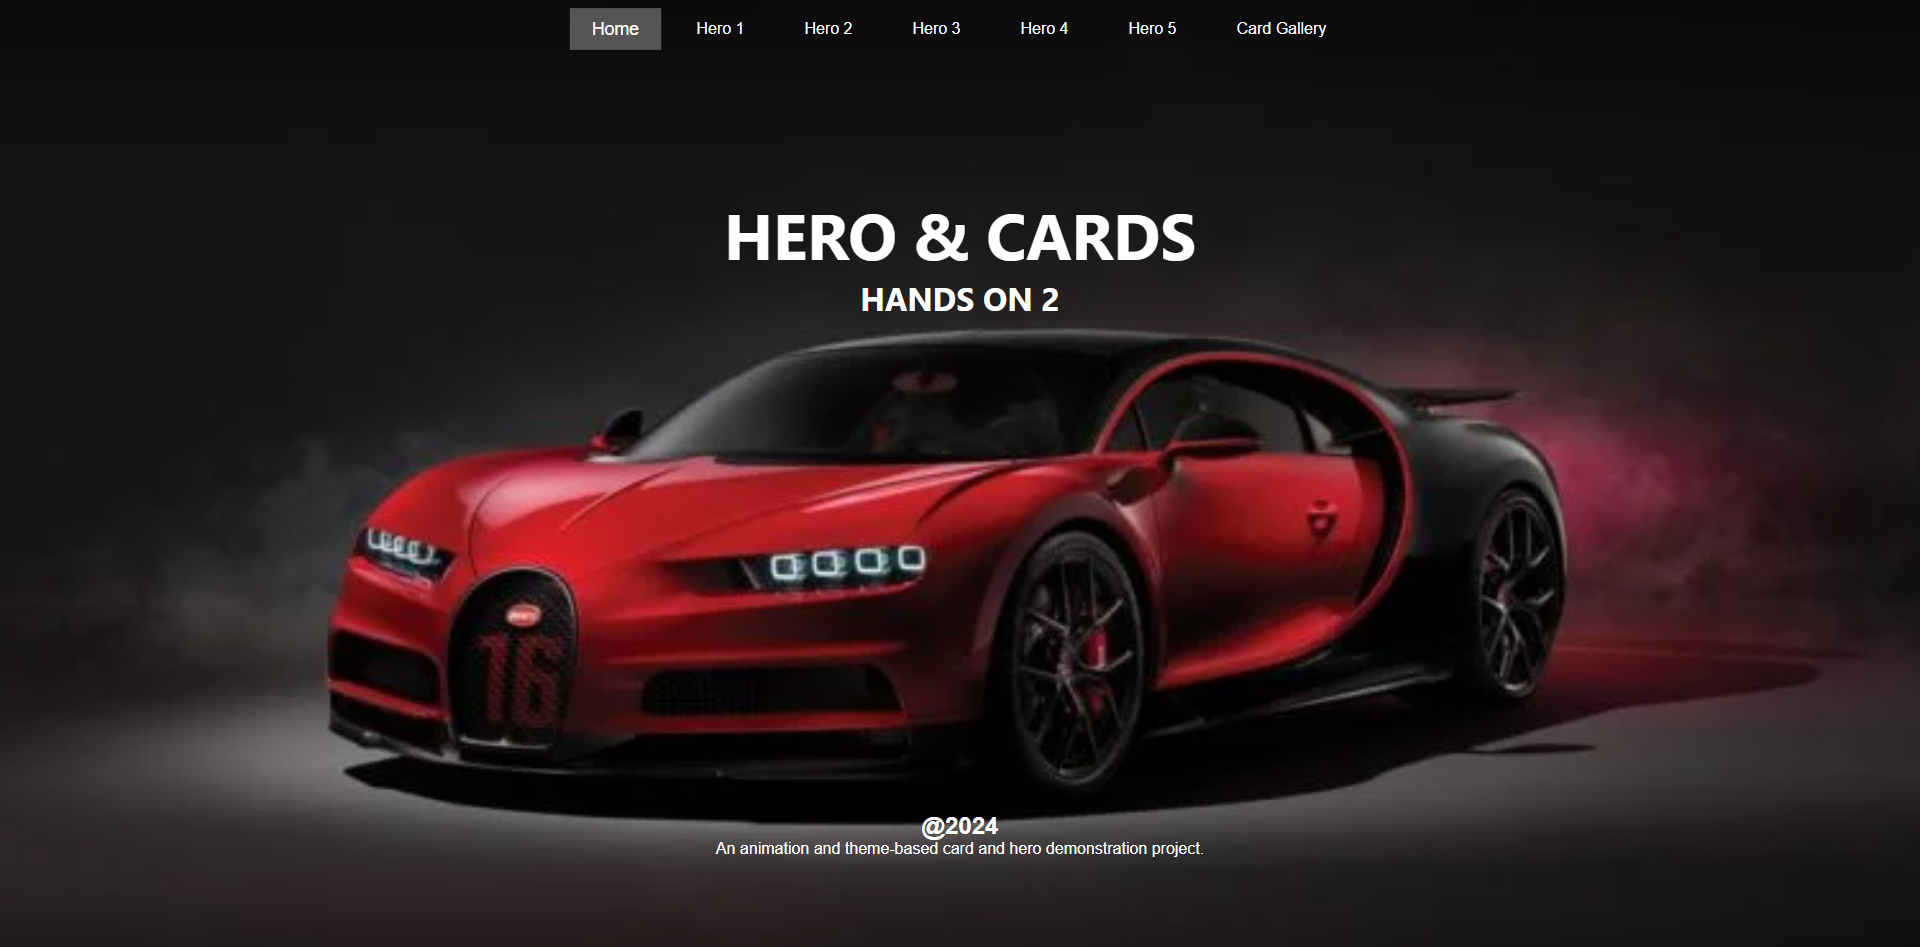 Home Hero 1 Hero 2 Hero 3 Hero 4 Hero 5 Card Gallery
HERO & CARDS
HANDS ON 2
16
@2024
An animation and theme-based card and hero demonstration project.